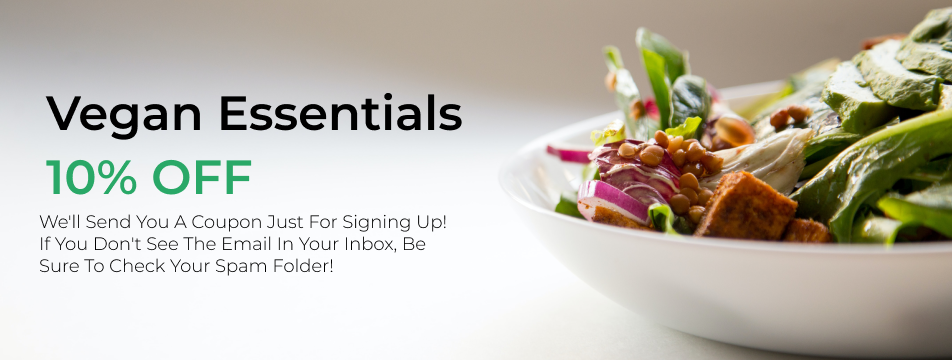 Vegan Essentials
10% OFF
We'll Send You A Coupon Just For Signing Up!
If You Don't See The Email In Your Inbox, Be
Sure To Check Your Spam Folder!